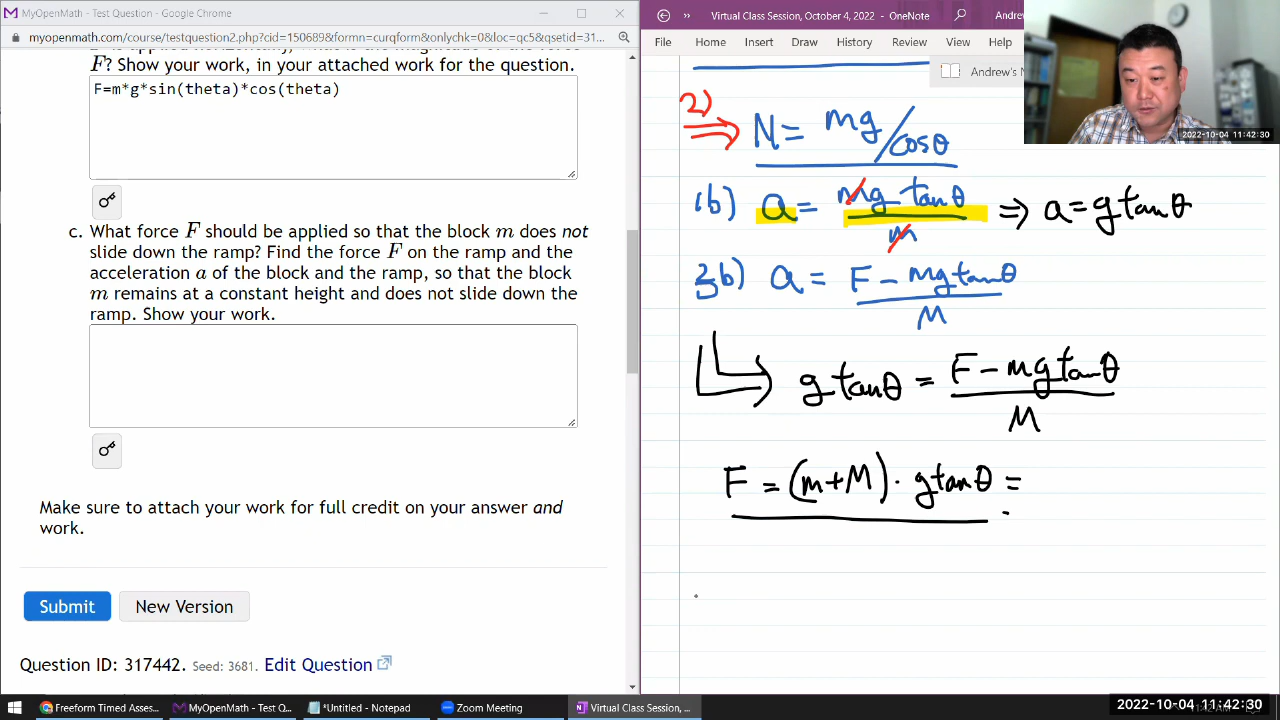 MyOpenMath - Test Question - Google Chrome
myopenmath.com/course/testquestion2.php?cid=150689&formn=curqform&onlychk=0&loc=qc5&qsetid=31...
F? Show your work, in your attached work for the question.
F=m*g*sin(theta)*cos(theta)
c. What force F should be applied so that the block m does not
slide down the ramp? Find the force F on the ramp and the
acceleration a of the block and the ramp, so that the block
m remains at a constant height and does not slide down the
ramp. Show your work.
Make sure to attach your work for full credit on your answer and
work.
Submit
New Version
Question ID: 317442. Seed: 3681. Edit Question
Virtual Class Session, October 4, 2022 - OneNote
Andrew
File Home Insert Draw History Review View Help
Andrew's N
2022-10-04 11:42:30
2) ⇒ N = mg/cosθ
1b) a = mg tanθ / m ⇒ a = g tanθ
3b) a = F - mg tanθ / M
g tanθ = F - mg tanθ / M
F = (m+M) · g tanθ =
Freeform Timed Asses...
MyOpenMath - Test Q...
*Untitled - Notepad
Zoom Meeting
Virtual Class Session, ...
2022-10-04 11:42:30